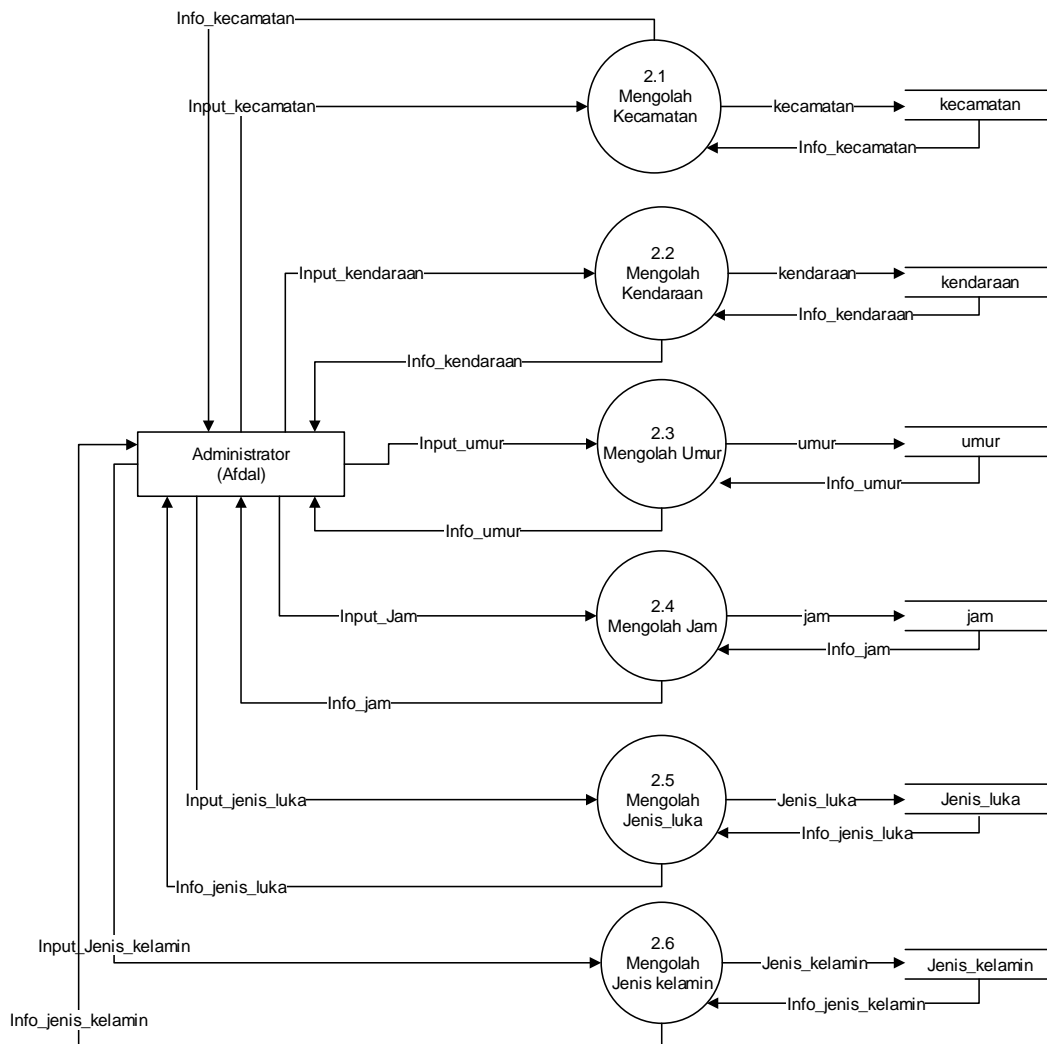 Info_kecamatan
2.1
Mengolah
Kecamatan
Input_kecamatan
kecamatan
kecamatan
Info_kecamatan
2.2
Mengolah
Kendaraan
Input_kendaraan
kendaraan
kendaraan
Info_kendaraan
Info_kendaraan
Administrator
(Afdal)
Input_umur
2.3
Mengolah Umur
umur
umur
Info_umur
Info_umur
Input_Jam
2.4
Mengolah Jam
jam
jam
Info_jam
Info_jam
Input_jenis_luka
2.5
Mengolah
Jenis_luka
Jenis_luka
Jenis_luka
Info_jenis_luka
Info_jenis_luka
Input_Jenis_kelamin
2.6
Mengolah
Jenis kelamin
Jenis_kelamin
Jenis_kelamin
Info_jenis_kelamin
Info_jenis_kelamin